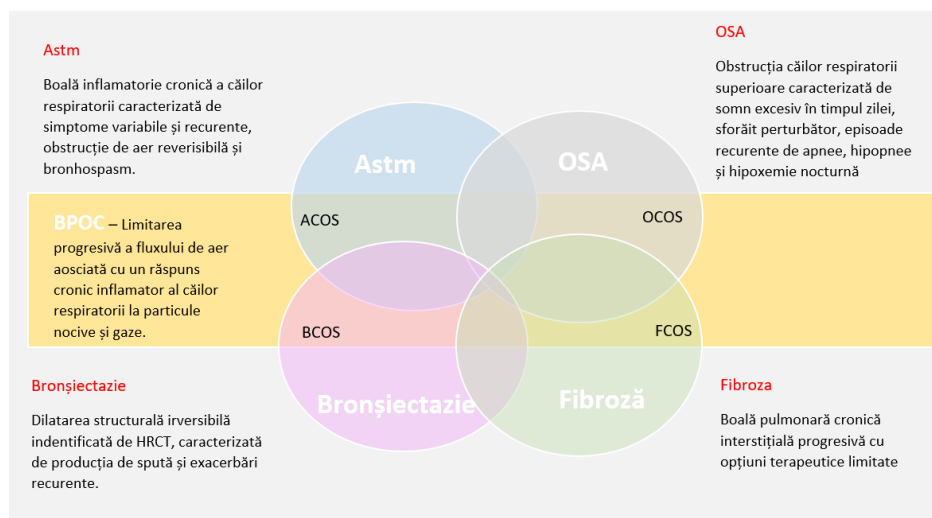 Astm
Boală inflamatorie cronică a căilor
respiratorii caracterizată de
simptome variabile și recurente,
obstrucție de aer reversibilă și
bronhospasm.
OSA
Obstrucția căilor respiratorii
superioare caracterizată de
somn excesiv în timpul zilei,
sforăit perturbător, episoade
recurente de apnee, hipopnee
și hipoxemie nocturnă
Astm
OSA
BPOC – Limitarea
progresivă a fluxului de aer
aosciată cu un răspuns
cronic inflamator al căilor
respiratorii la particule
nocive și gaze.
ACOS
OCOS
BCOS
FCOS
Bronșiectazie
Fibroză
Bronșiectazie
Dilatarea structurală irversibilă
indentificată de HRCT, caracterizată
de producția de spută și exacerbări
recurente.
Fibroza
Boală pulmonară cronică
interstițială progresivă cu
opțiuni terapeutice limitate